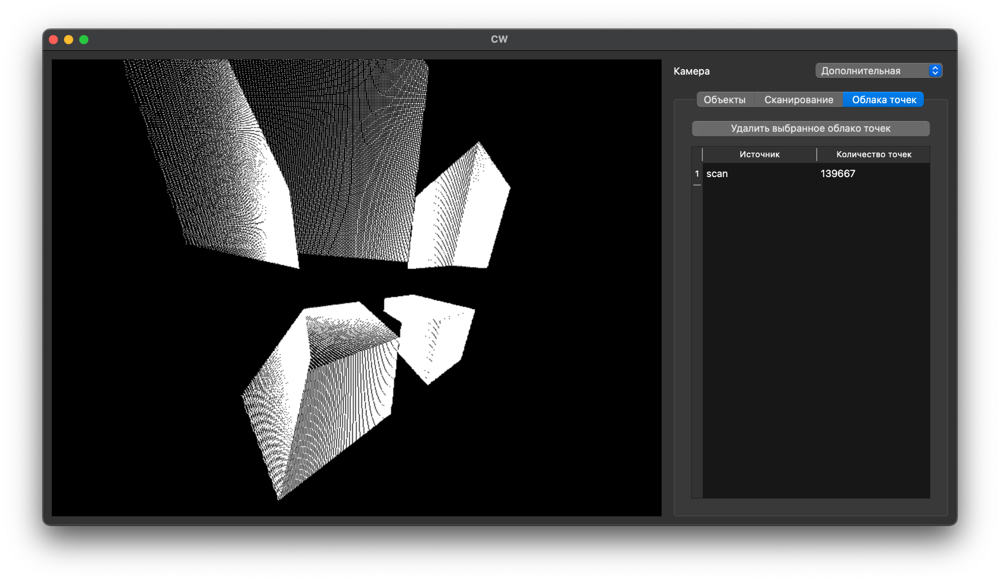 CW
Камера
Дополнительная
Объекты Сканирование Облака точек
Удалить выбранное облако точек
Источник Количество точек
1 scan 139667